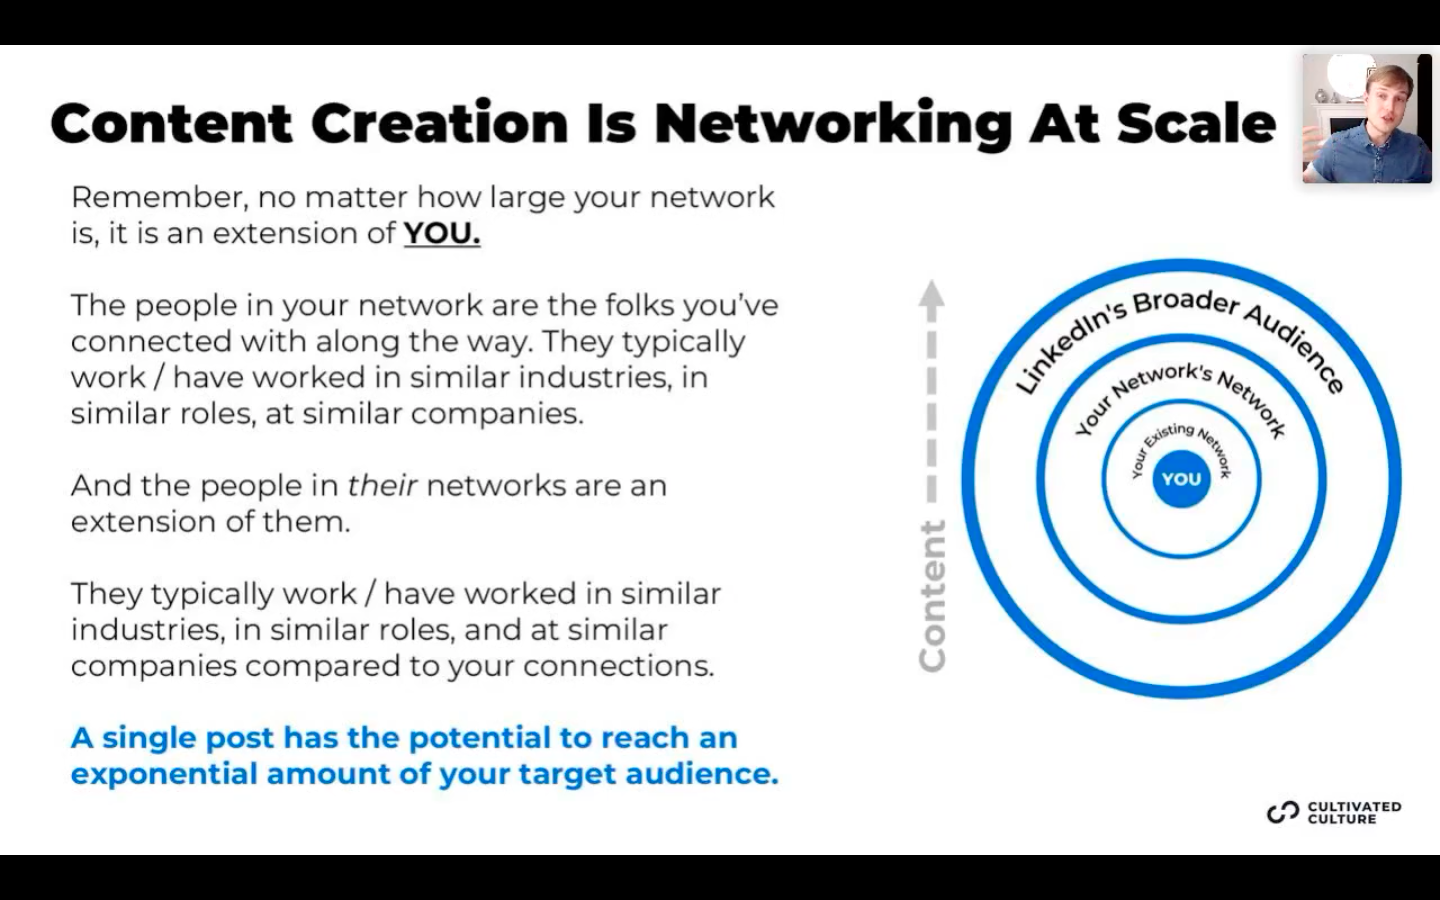 Content Creation Is Networking At Scale
Remember, no matter how large your network
is, it is an extension of YOU.
The people in your network are the folks you’ve
connected with along the way. They typically
work / have worked in similar industries, in
similar roles, at similar companies.
And the people in their networks are an
extension of them.
They typically work / have worked in similar
industries, in similar roles, and at similar
companies compared to your connections.
A single post has the potential to reach an
exponential amount of your target audience.
Content
LinkedIn's Broader Audience
Your Network's Network
Your Existing Network
YOU
CULTIVATED
CULTURE